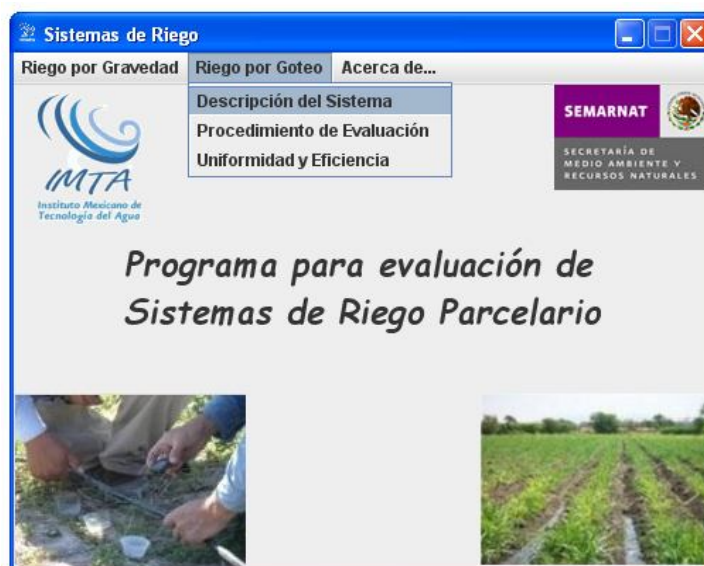 Sistemas de Riego
Riego por Gravedad Riego por Goteo Acerca de...
Descripción del Sistema
Procedimiento de Evaluación
Uniformidad y Eficiencia
IMTA
Instituto Mexicano de
Tecnología del Agua
SEMARNAT
SECRETARÍA DE
MEDIO AMBIENTE Y
RECURSOS NATURALES
Programa para evaluación de
Sistemas de Riego Parcelario